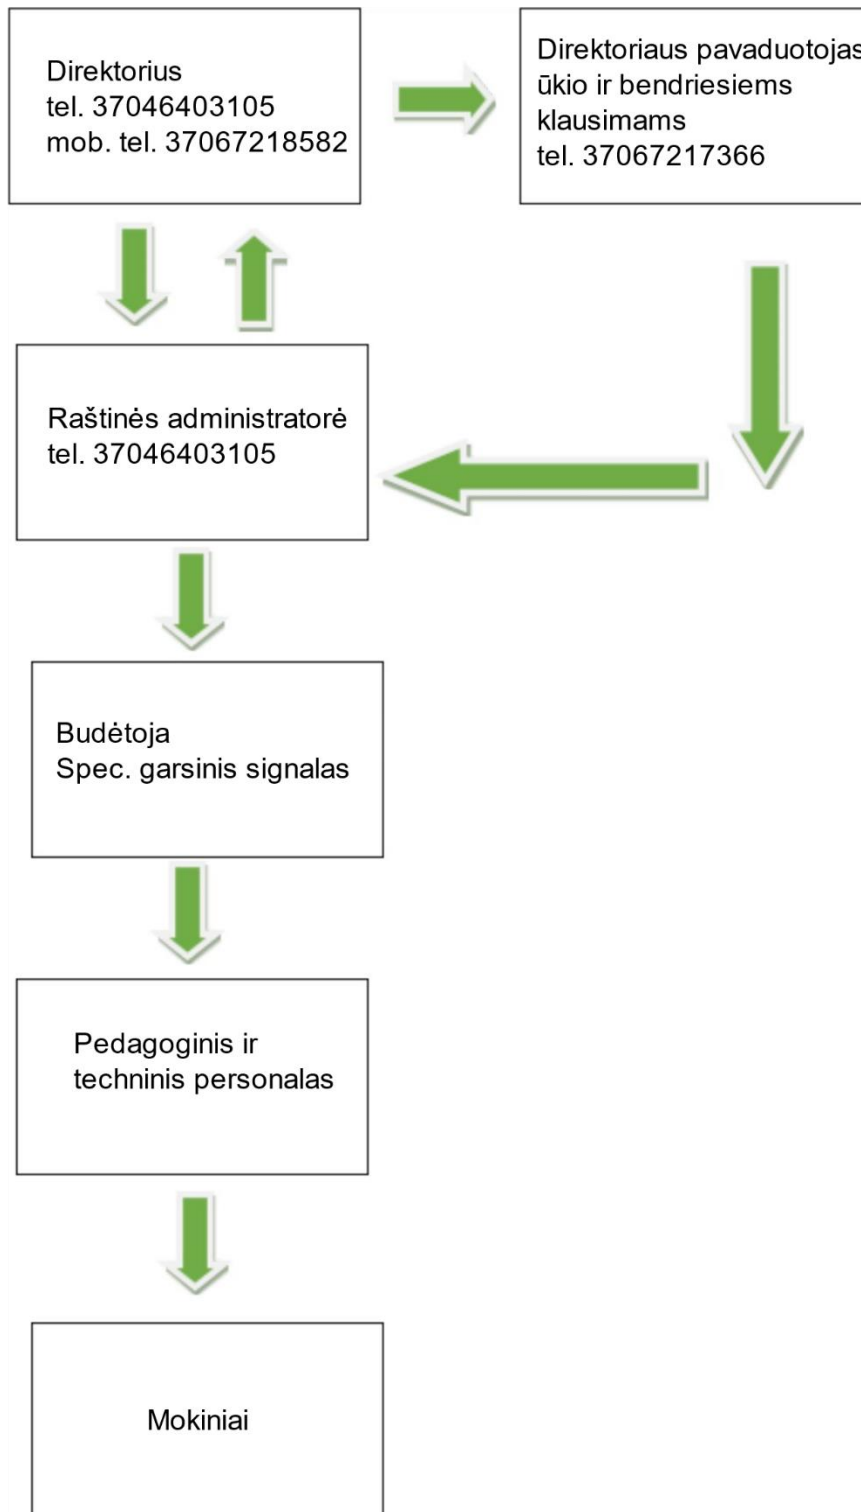 Direktorius
tel. 37046403105
mob. tel. 37067218582
Direktoriaus pavaduotojas
ūkio ir bendriesiems
klausimams
tel. 37067217366
Raštinės administratorė
tel. 37046403105
Budėtoja
Spec. garsinis signalas
Pedagoginis ir
techninis personalas
Mokiniai